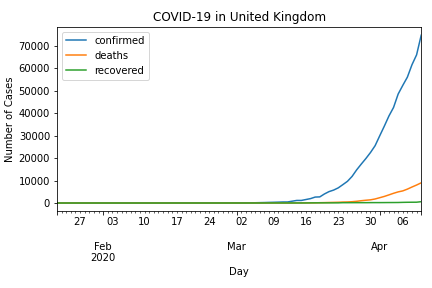 COVID-19 in United Kingdom
confirmed
deaths
recovered
Number of Cases
70000
60000
50000
40000
30000
20000
10000
0
27 03 10 17 24 02 09 16 23 30 06
Feb Mar Apr
2020
Day